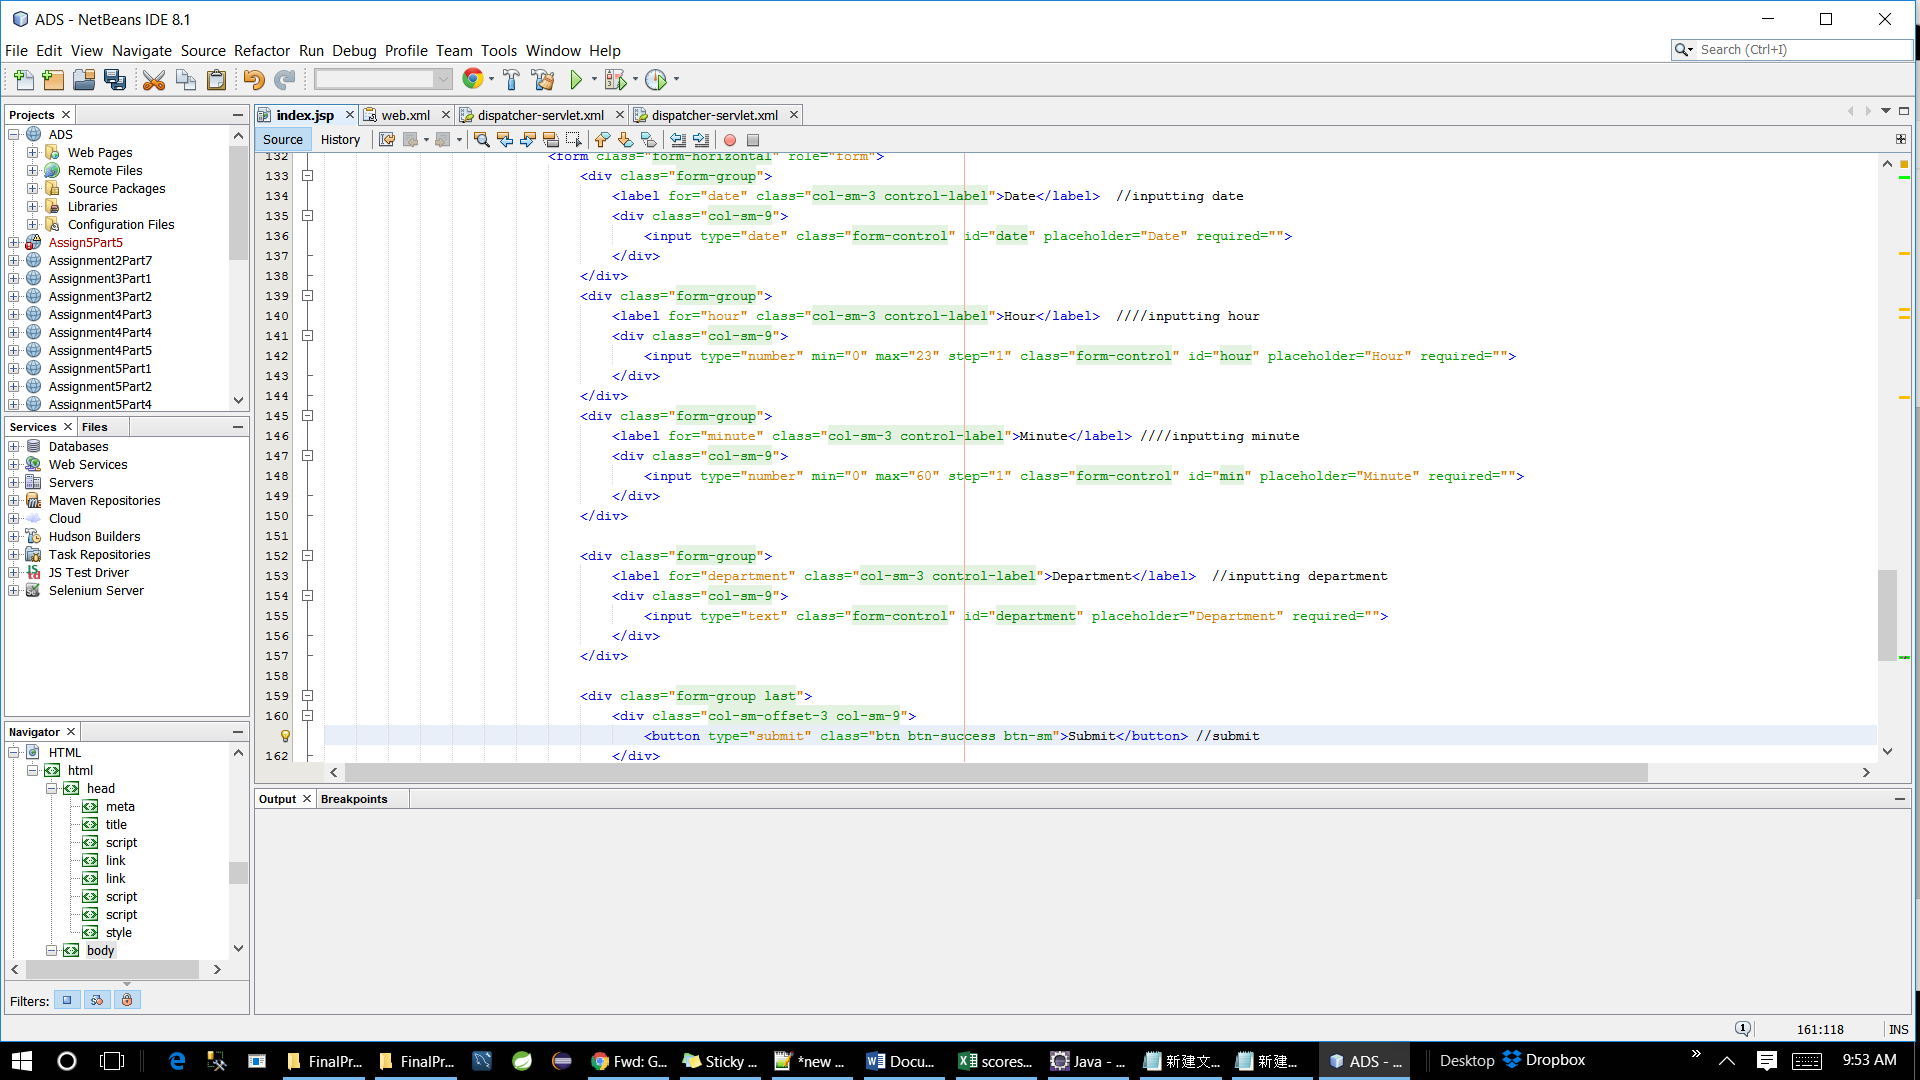 ADS - NetBeans IDE 8.1
File Edit View Navigate Source Refactor Run Debug Profile Team Tools Window Help
Search (Ctrl+I)
Projects
ADS
Web Pages
Remote Files
Source Packages
Libraries
Configuration Files
Assign5Part5
Assignment2Part7
Assignment3Part1
Assignment3Part2
Assignment4Part3
Assignment4Part4
Assignment4Part5
Assignment5Part1
Assignment5Part2
Assignment5Part4
Services Files
Databases
Web Services
Servers
Maven Repositories
Cloud
Hudson Builders
Task Repositories
JS Test Driver
Selenium Server
Navigator
HTML
html
head
meta
title
script
link
link
script
script
style
body
Filters:
index.jsp web.xml dispatcher-servlet.xml dispatcher-servlet.xml
Source History
132 <form class="form-horizontal" role="form">
133 <div class="form-group">
134 <label for="date" class="col-sm-3 control-label">Date</label> //inputting date
135 <div class="col-sm-9">
136 <input type="date" class="form-control" id="date" placeholder="Date" required="">
137 </div>
138 </div>
139 <div class="form-group">
140 <label for="hour" class="col-sm-3 control-label">Hour</label> ////inputting hour
141 <div class="col-sm-9">
142 <input type="number" min="0" max="23" step="1" class="form-control" id="hour" placeholder="Hour" required="">
143 </div>
144 </div>
145 <div class="form-group">
146 <label for="minute" class="col-sm-3 control-label">Minute</label> ////inputting minute
147 <div class="col-sm-9">
148 <input type="number" min="0" max="60" step="1" class="form-control" id="min" placeholder="Minute" required="">
149 </div>
150 </div>
151
152 <div class="form-group">
153 <label for="department" class="col-sm-3 control-label">Department</label> //inputting department
154 <div class="col-sm-9">
155 <input type="text" class="form-control" id="department" placeholder="Department" required="">
156 </div>
157 </div>
158
159 <div class="form-group last">
160 <div class="col-sm-offset-3 col-sm-9">
<button type="submit" class="btn btn-success btn-sm">Submit</button> //submit
162 </div>
Output Breakpoints
1 161:118 INS
FinalPr... FinalPr... Fwd: G... Sticky ... *new ... Docu... scores... Java - ... 新建文... 新建... ADS - ... Desktop Dropbox » 9:53 AM